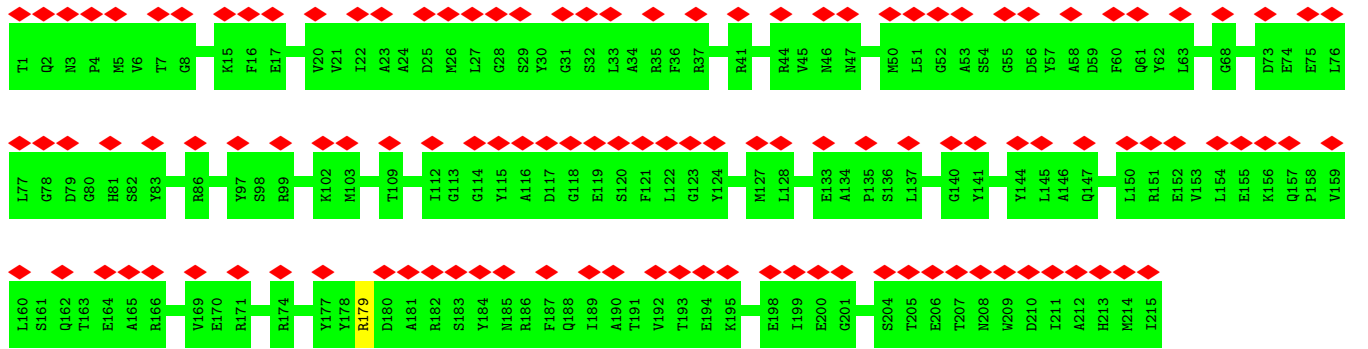 T1 Q2 N3 P4 M5 V6 T7 G8 K15 F16 E17 V20 V21 I22 A23 A24 D25 M26 L27 G28 S29 Y30 G31 S32 L33 A34 R35 F36 R37 R41 R44 V45 N46 N47 M50 L51 G52 A53 S54 G55 D56 Y57 A58 D59 F60 Q61 Y62 L63 G68 D73 E74 E75 L76
L77 G78 D79 G80 H81 S82 Y83 R86 Y97 S98 R99 K102 M103 T109 I112 G113 G114 Y115 A116 D117 G118 E119 S120 F121 L122 G123 Y124 M127 L128 E133 A134 P135 S136 L137 G140 Y141 Y144 L145 A146 Q147 L150 R151 E152 V153 L154 E155 K156 Q157 P158 V159
L160 S161 Q162 T163 E164 A165 R166 V169 E170 R171 R174 Y177 Y178 R179 D180 A181 R182 S183 Y184 N185 R186 F187 Q188 I189 A190 T191 V192 T193 E194 K195 E198 I199 E200 G201 S204 T205 E206 T207 N208 W209 D210 I211 A212 H213 M214 I215